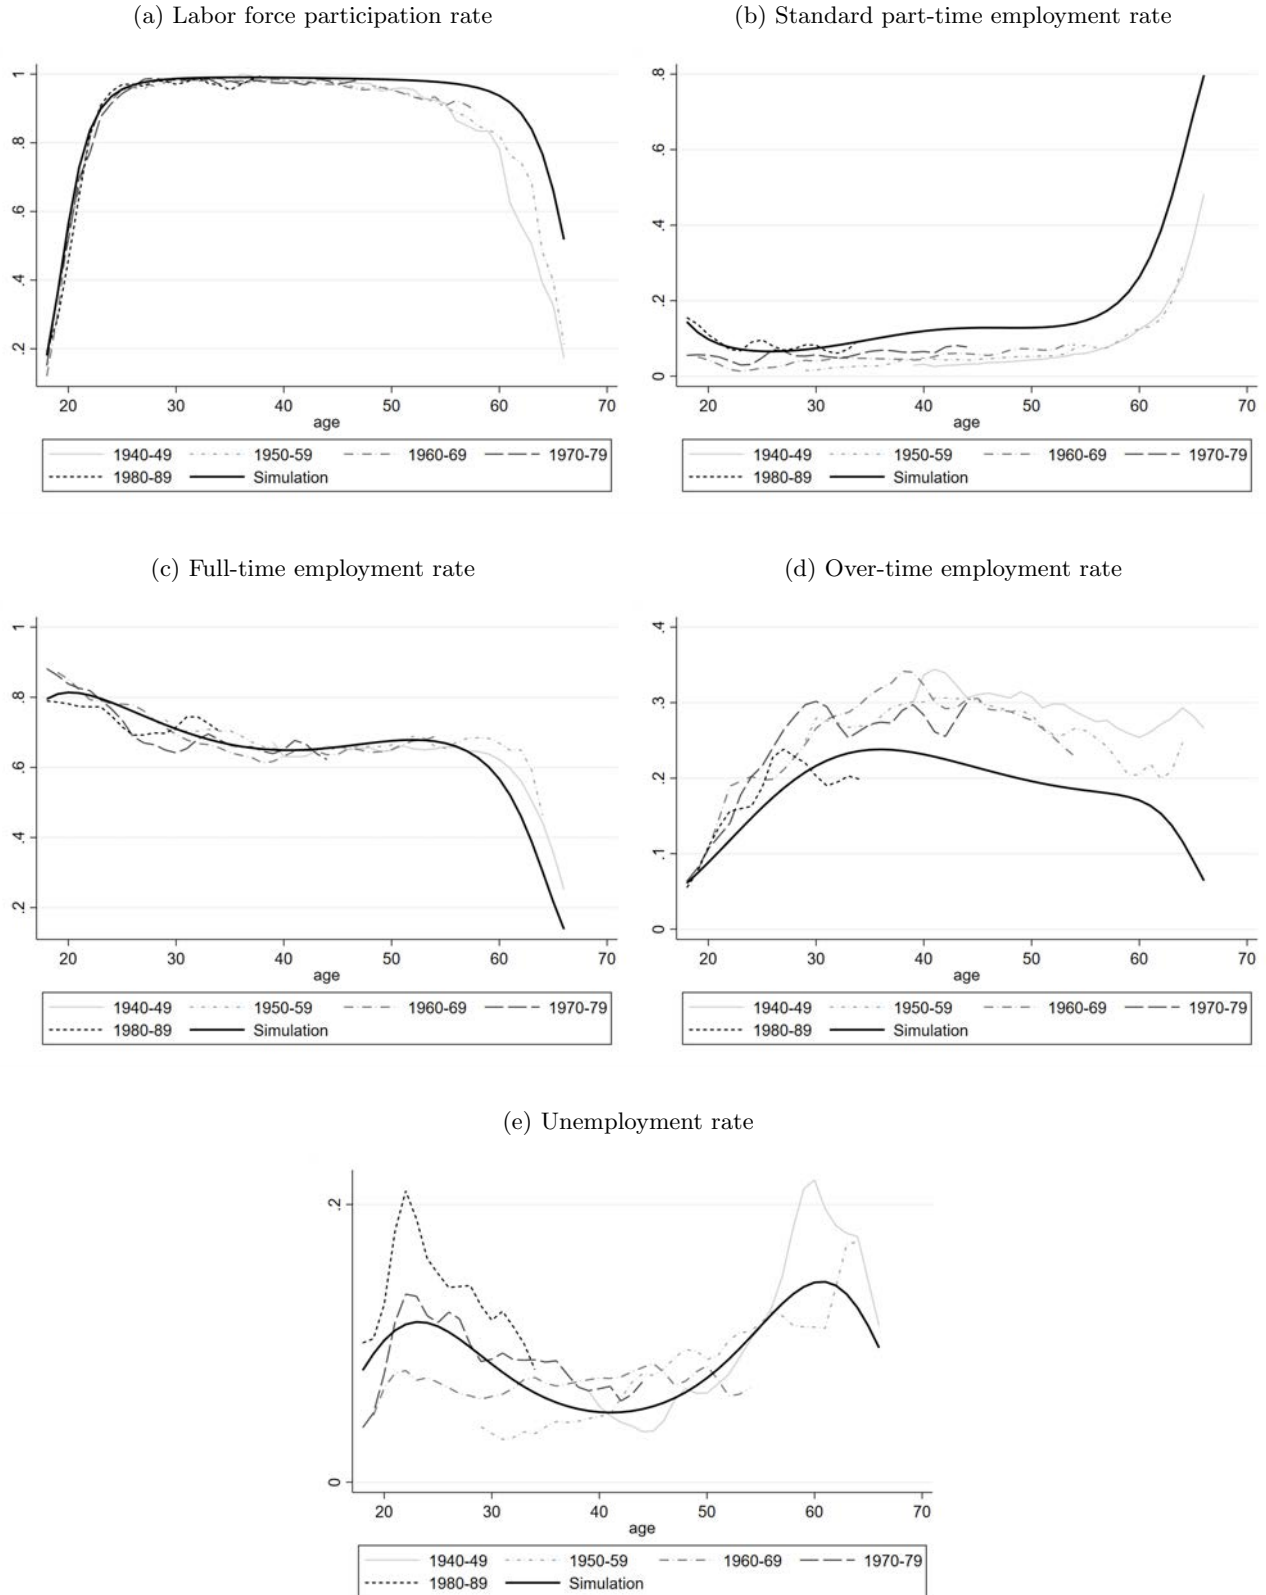 (a) Labor force participation rate
(b) Standard part-time employment rate
1
.8
.6
.4
.2
20 30 40 50 60 70
age
1940-49 1950-59 1960-69 1970-79
1980-89 Simulation
.8
.6
.4
.2
0
20 30 40 50 60 70
age
1940-49 1950-59 1960-69 1970-79
1980-89 Simulation
(c) Full-time employment rate
(d) Over-time employment rate
1
.8
.6
.4
.2
20 30 40 50 60 70
age
1940-49 1950-59 1960-69 1970-79
1980-89 Simulation
.4
.3
.2
.1
0
20 30 40 50 60 70
age
1940-49 1950-59 1960-69 1970-79
1980-89 Simulation
(e) Unemployment rate
.2
0
20 30 40 50 60 70
age
1940-49 1950-59 1960-69 1970-79
1980-89 Simulation